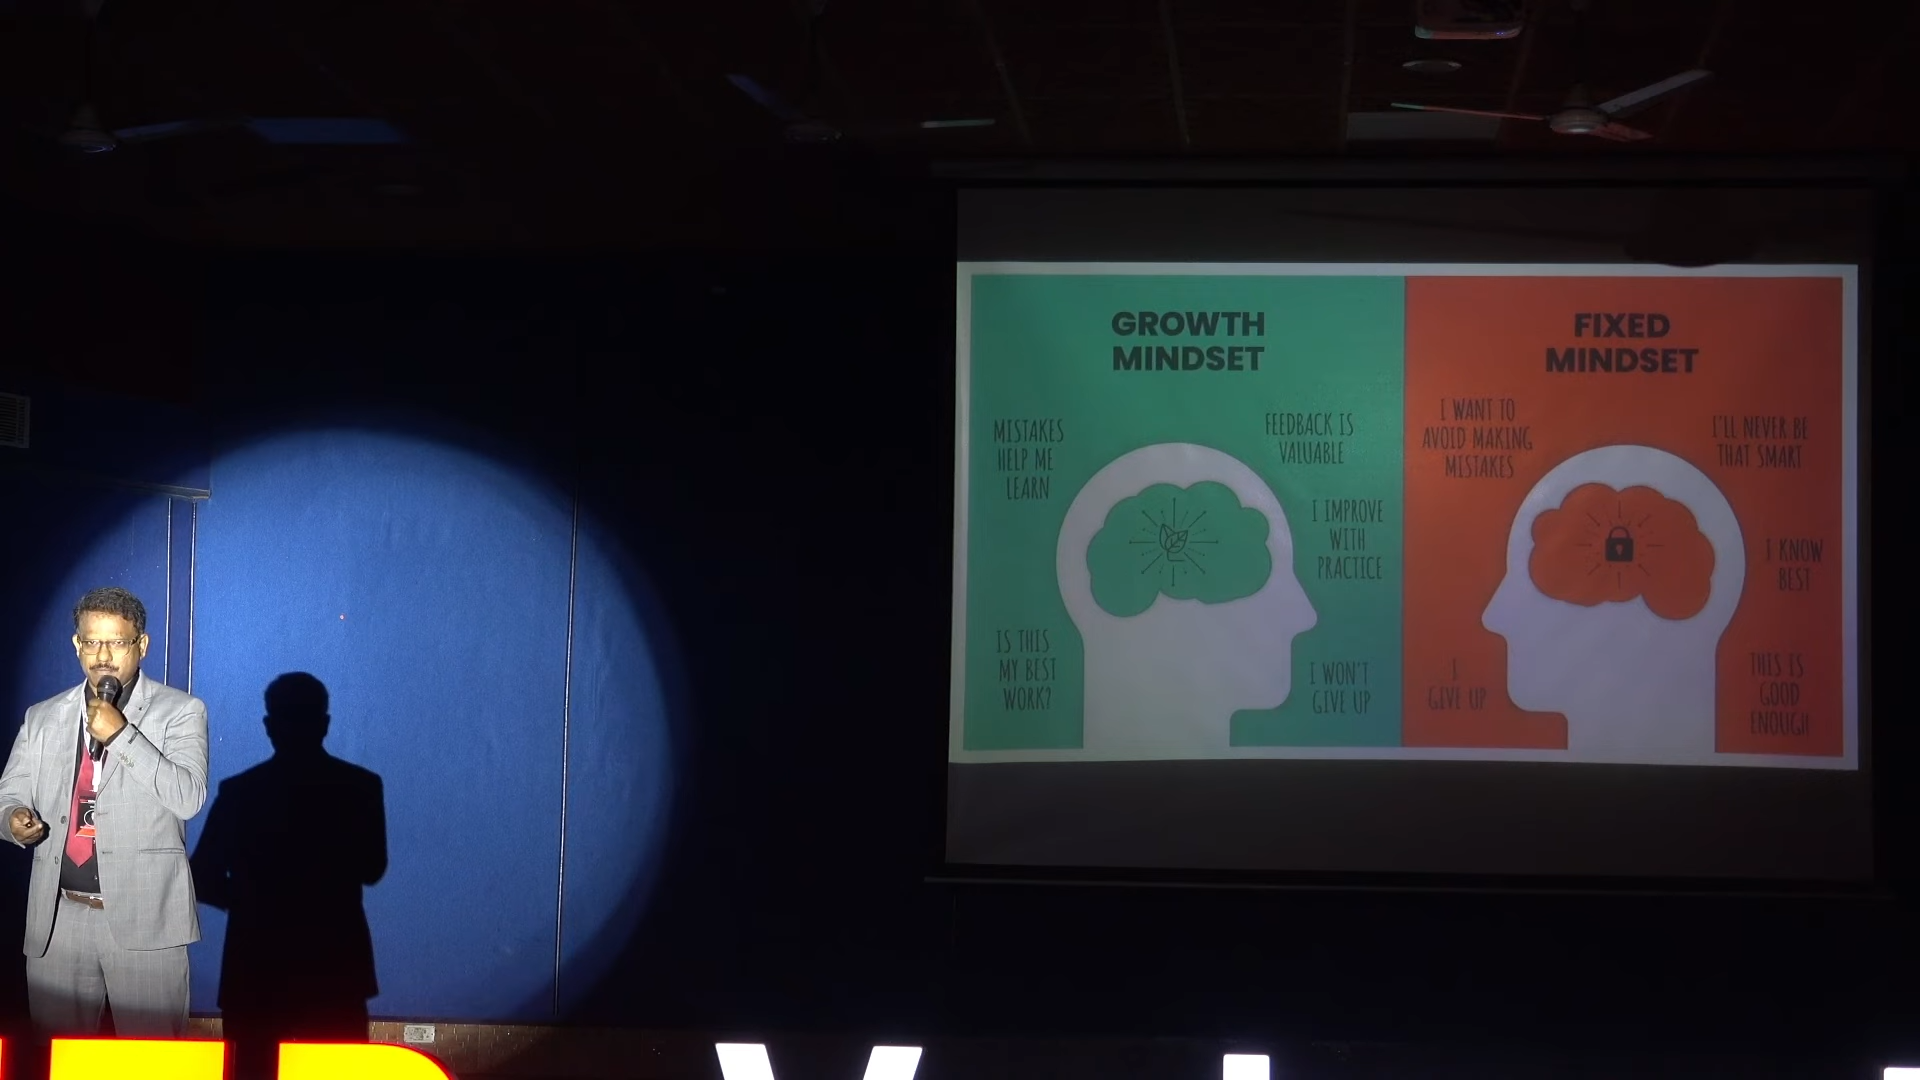 GROWTH
MINDSET
MISTAKES
HELP ME
LEARN
FEEDBACK IS
VALUABLE
I IMPROVE
WITH
PRACTICE
IS THIS
MY BEST
WORK?
I WON'T
GIVE UP
FIXED
MINDSET
I WANT TO
AVOID MAKING
MISTAKES
I'LL NEVER BE
THAT SMART
I KNOW
BEST
I
GIVE UP
THIS IS
GOOD
ENOUGH